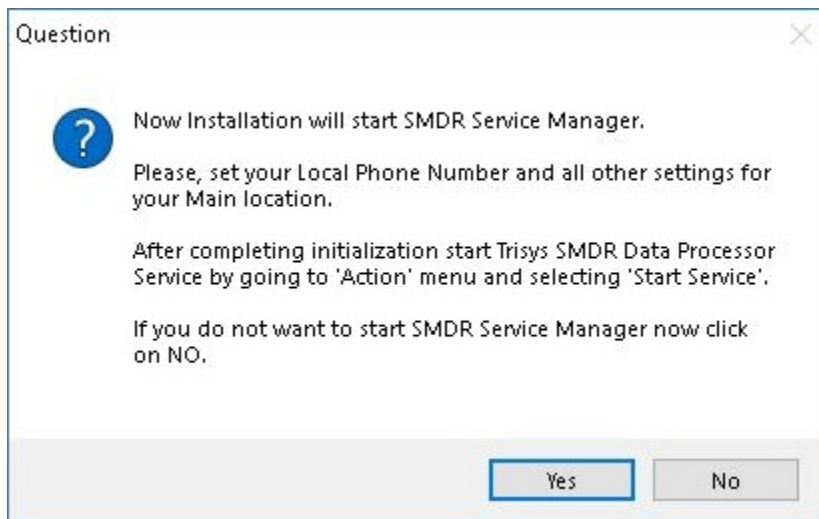 Question
Now Installation will start SMDR Service Manager.
Please, set your Local Phone Number and all other settings for
your Main location.
After completing initialization start Trisys SMDR Data Processor
Service by going to 'Action' menu and selecting 'Start Service'.
If you do not want to start SMDR Service Manager now click
on NO.
Yes
No